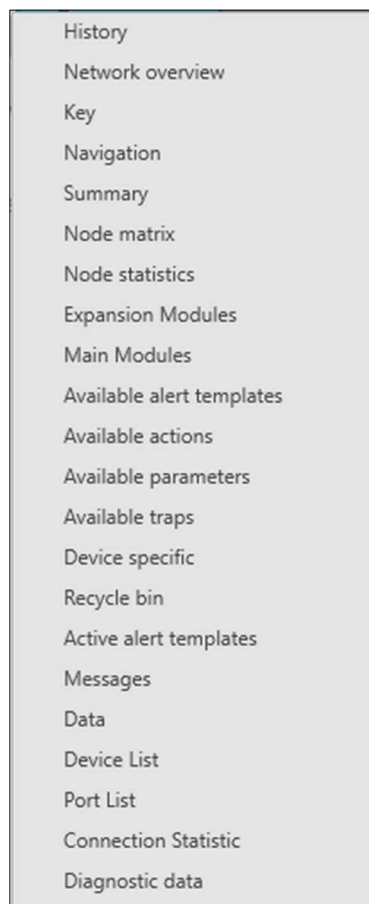 History
Network overview
Key
Navigation
Summary
Node matrix
Node statistics
Expansion Modules
Main Modules
Available alert templates
Available actions
Available parameters
Available traps
Device specific
Recycle bin
Active alert templates
Messages
Data
Device List
Port List
Connection Statistic
Diagnostic data